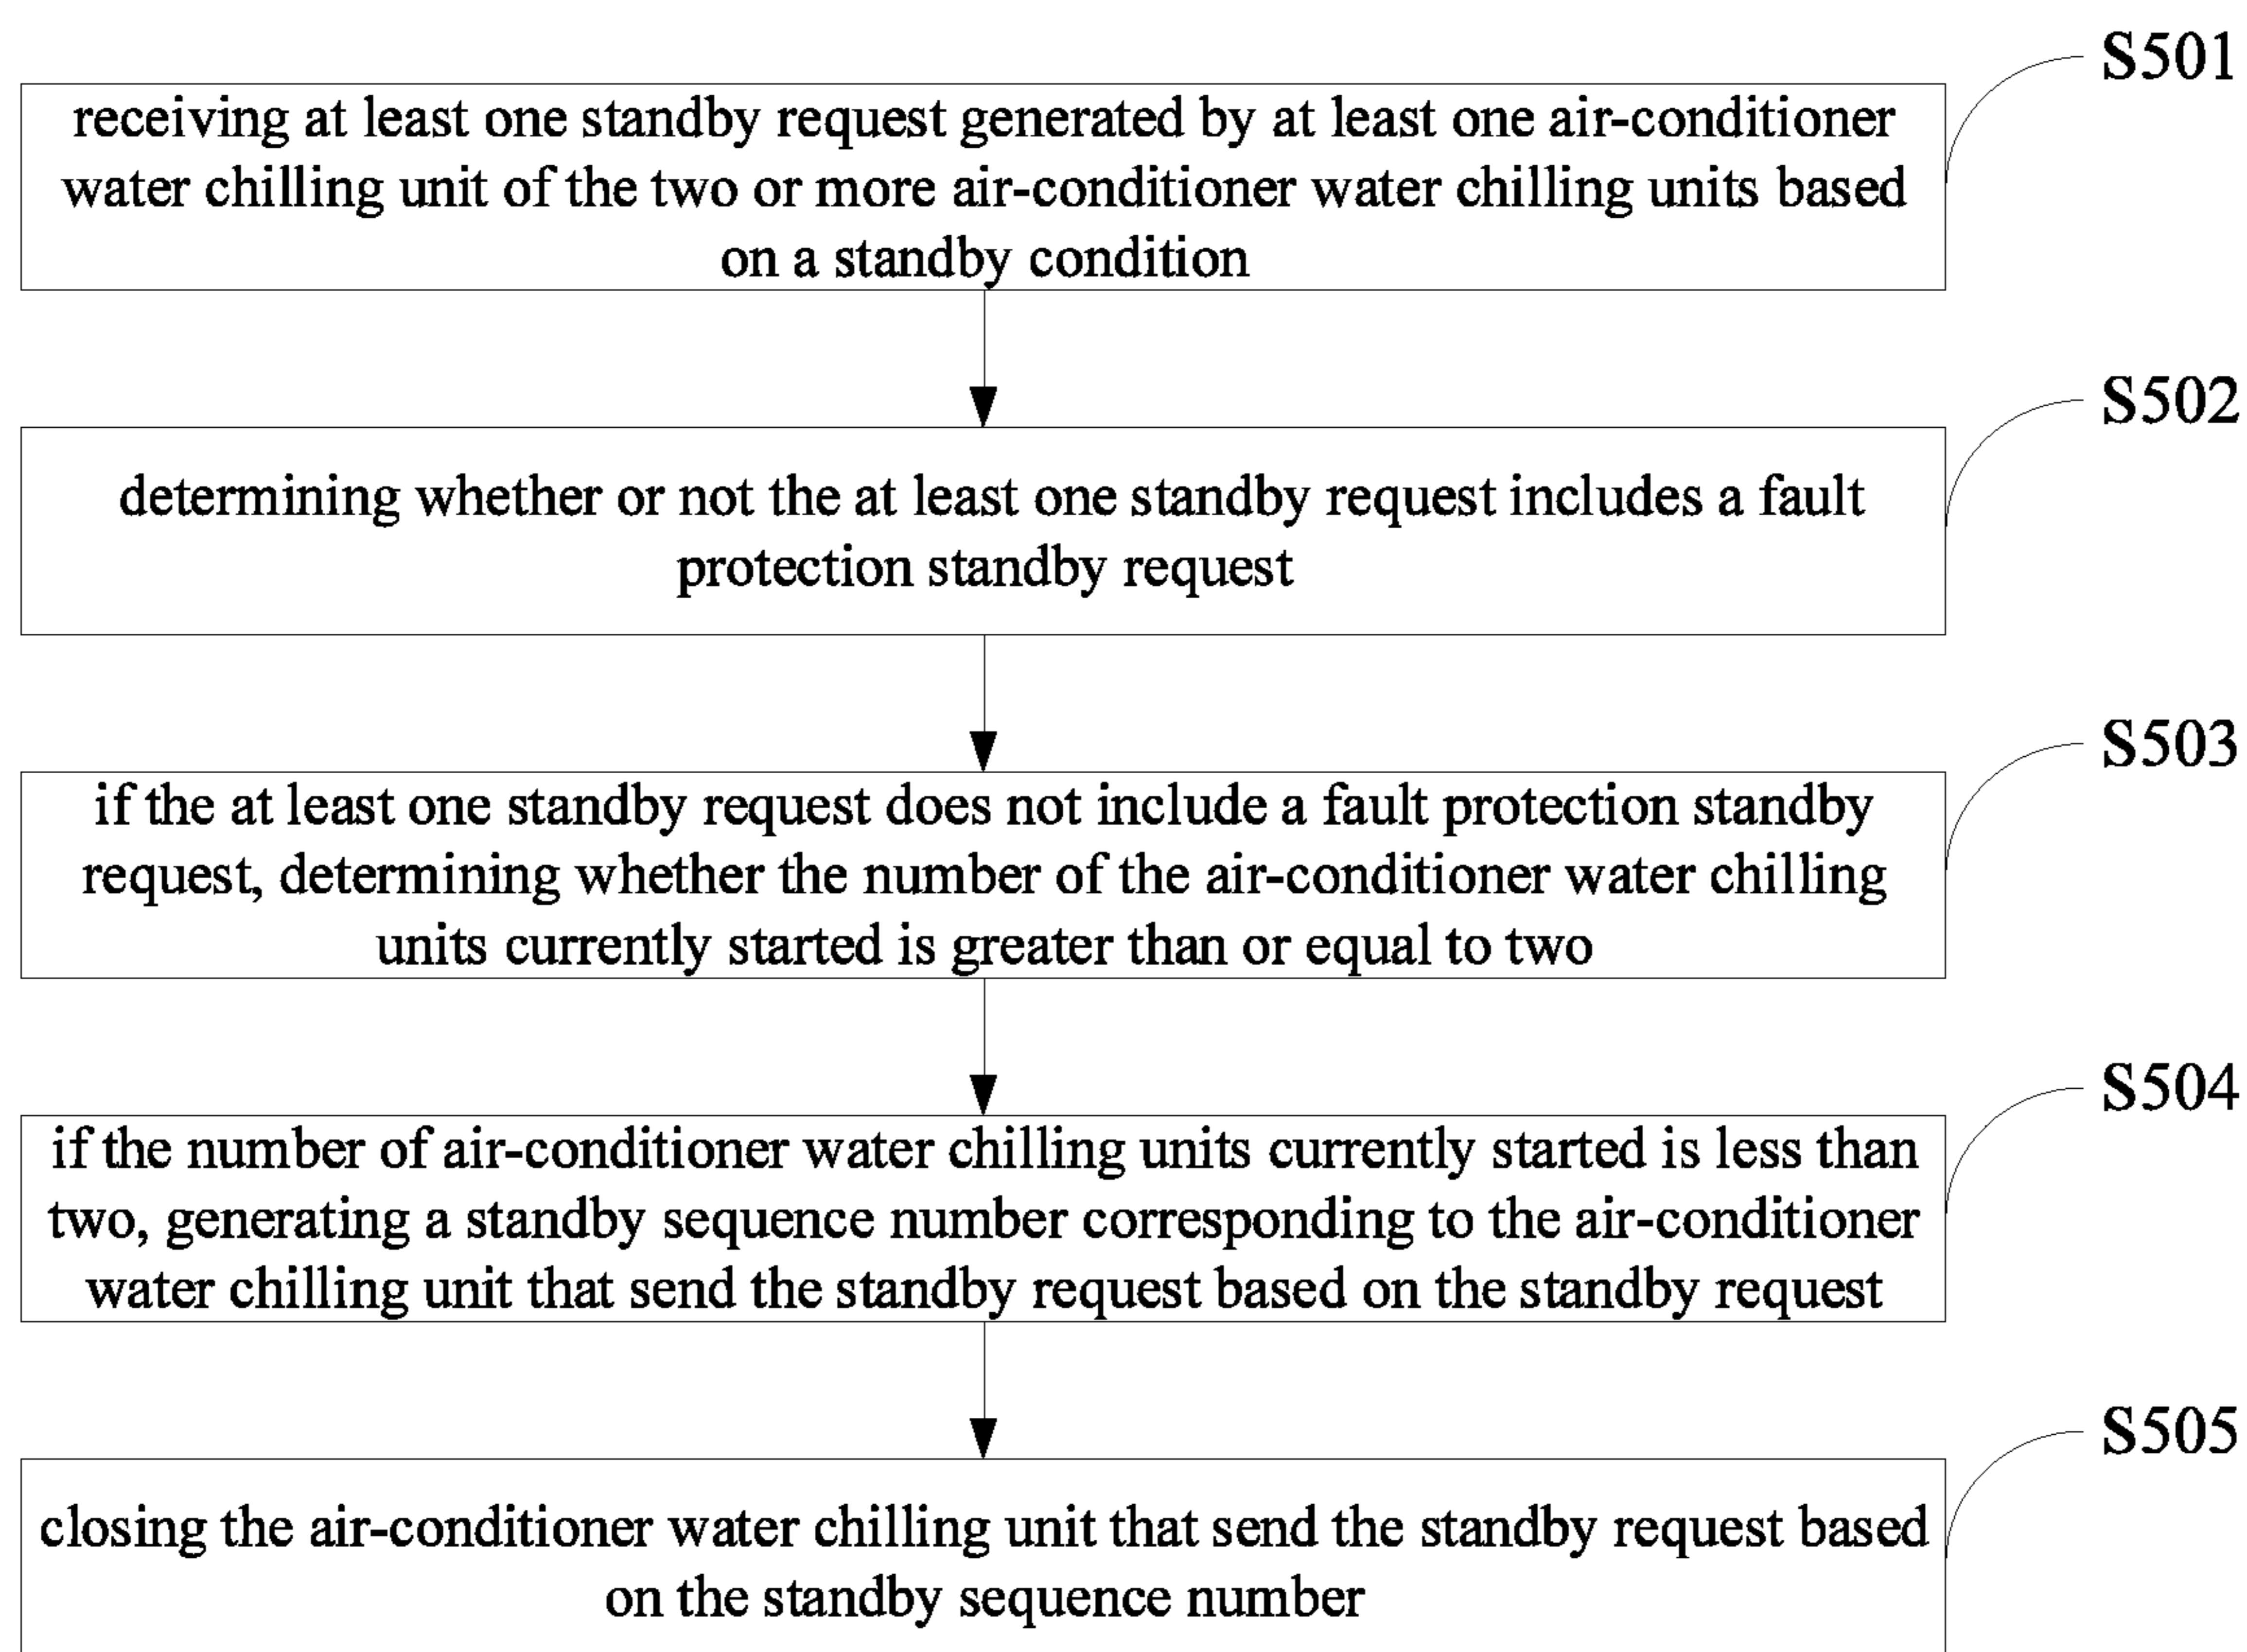 S501
receiving at least one standby request generated by at least one air-conditioner
water chilling unit of the two or more air-conditioner water chilling units based
on a standby condition
S502
determining whether or not the at least one standby request includes a fault
protection standby request
S503
if the at least one standby request does not include a fault protection standby
request, determining whether the number of the air-conditioner water chilling
units currently started is greater than or equal to two
S504
if the number of air-conditioner water chilling units currently started is less than
two, generating a standby sequence number corresponding to the air-conditioner
water chilling unit that send the standby request based on the standby request
S505
closing the air-conditioner water chilling unit that send the standby request based
on the standby sequence number